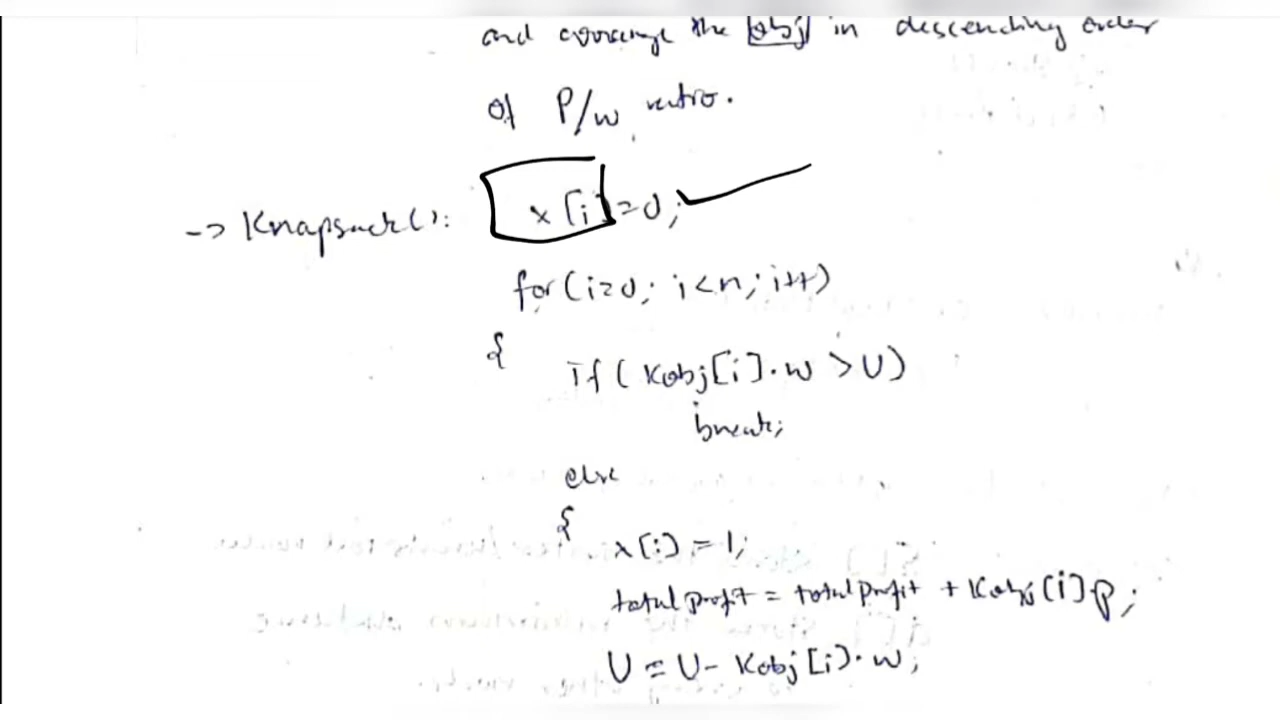 and arrange the obj in descending order
of P/w ratio.
-> Knapsack(): x[i]=0;
for(i=0; i<n; i++)
{ if( Kobj[i].w > U)
break;
else
{ x[i] = 1;
total profit = total profit + Kobj[i]p;
U = U - Kobj[i].w;